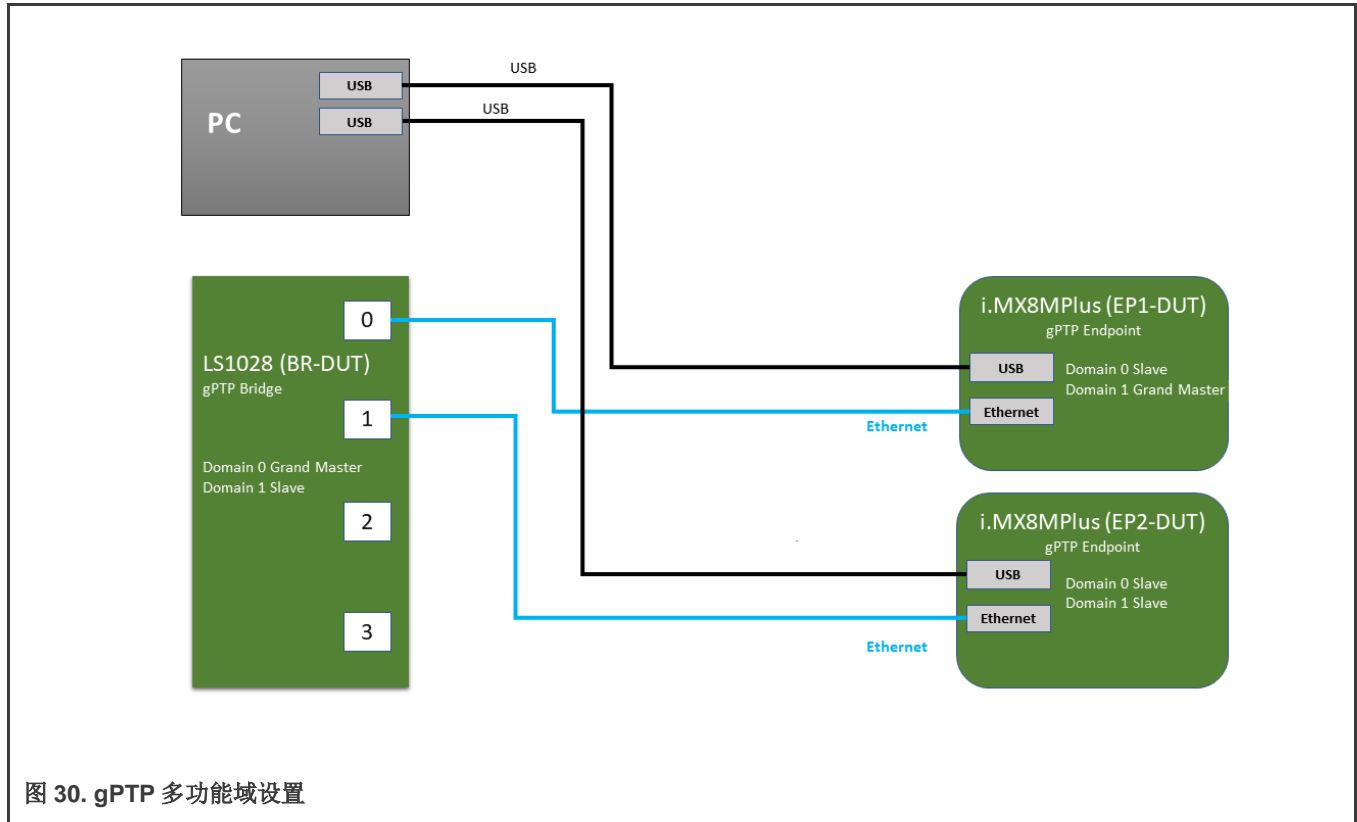 USB
USB
PC
USB
USB
0
LS1028 (BR-DUT)
gPTP Bridge
1
Domain 0 Grand Master
Domain 1 Slave
2
3
i.MX8MPlus (EP1-DUT)
gPTP Endpoint
USB
Domain 0 Slave
Domain 1 Grand Master
Ethernet
Ethernet
i.MX8MPlus (EP2-DUT)
gPTP Endpoint
USB
Domain 0 Slave
Domain 1 Slave
Ethernet
Ethernet
图 30. gPTP 多功能域设置